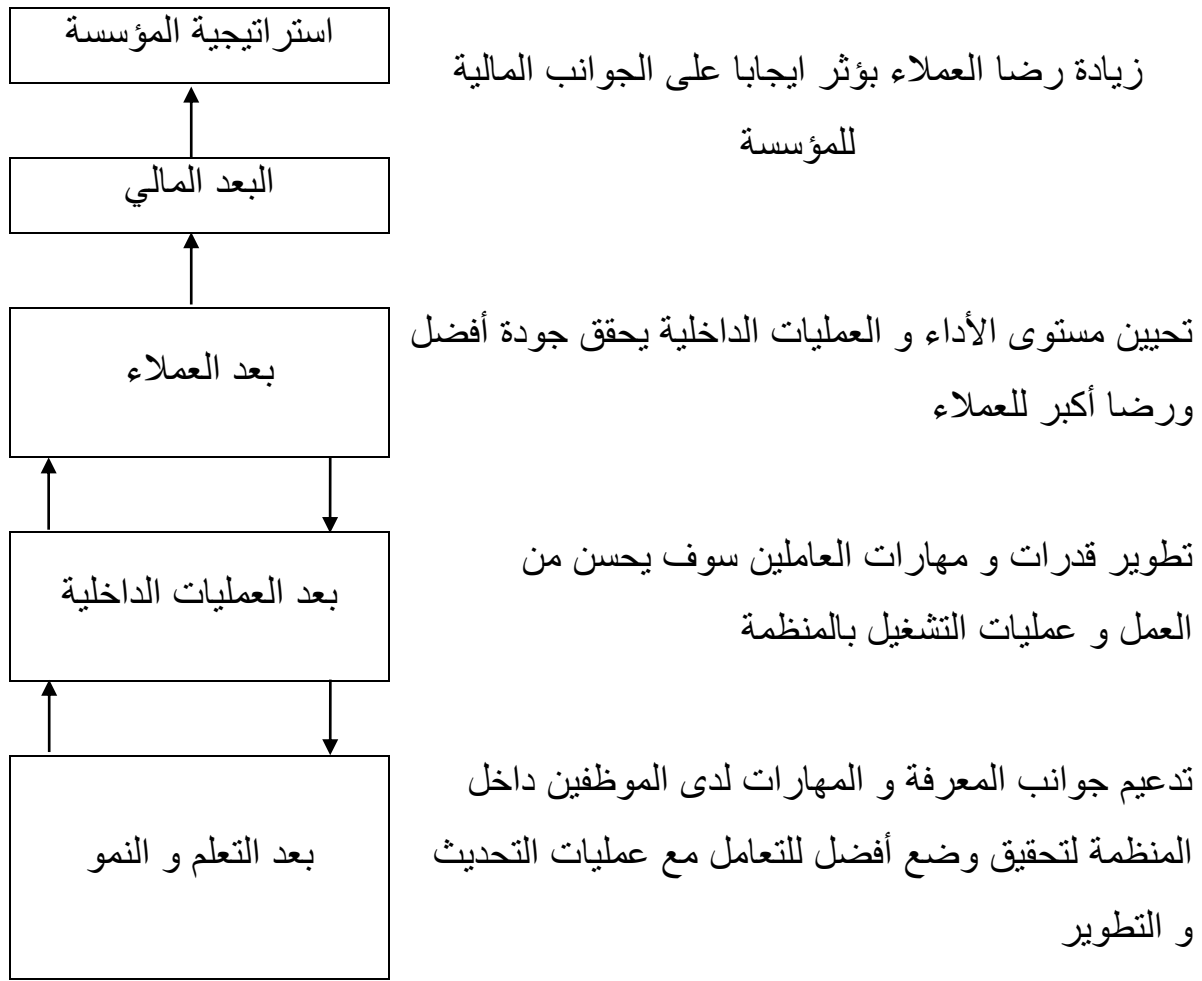 استراتيجية المؤسسة
زيادة رضا العملاء بؤثر ايجابا على الجوانب المالية
للمؤسسة
البعد المالي
تحيين مستوى الأداء و العمليات الداخلية يحقق جودة أفضل
ورضا أكبر للعملاء
بعد العملاء
تطوير قدرات و مهارات العاملين سوف يحسن من
العمل و عمليات التشغيل بالمنظمة
بعد العمليات الداخلية
تدعيم جوانب المعرفة و المهارات لدى الموظفين داخل
المنظمة لتحقيق وضع أفضل للتعامل مع عمليات التحديث
و التطوير
بعد التعلم و النمو